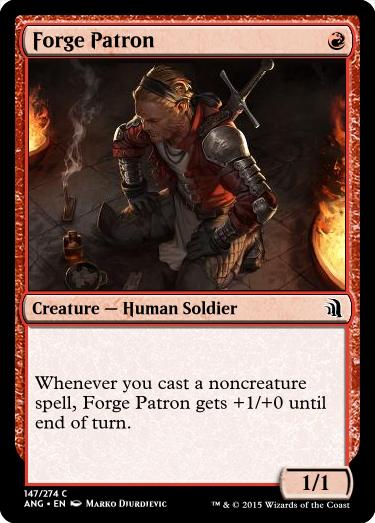 Forge Patron
Creature — Human Soldier
Whenever you cast a noncreature
spell, Forge Patron gets +1/+0 until
end of turn.
1/1
147/274 C
ANG • EN Marko Djurdjevic
™ & © 2015 Wizards of the Coast